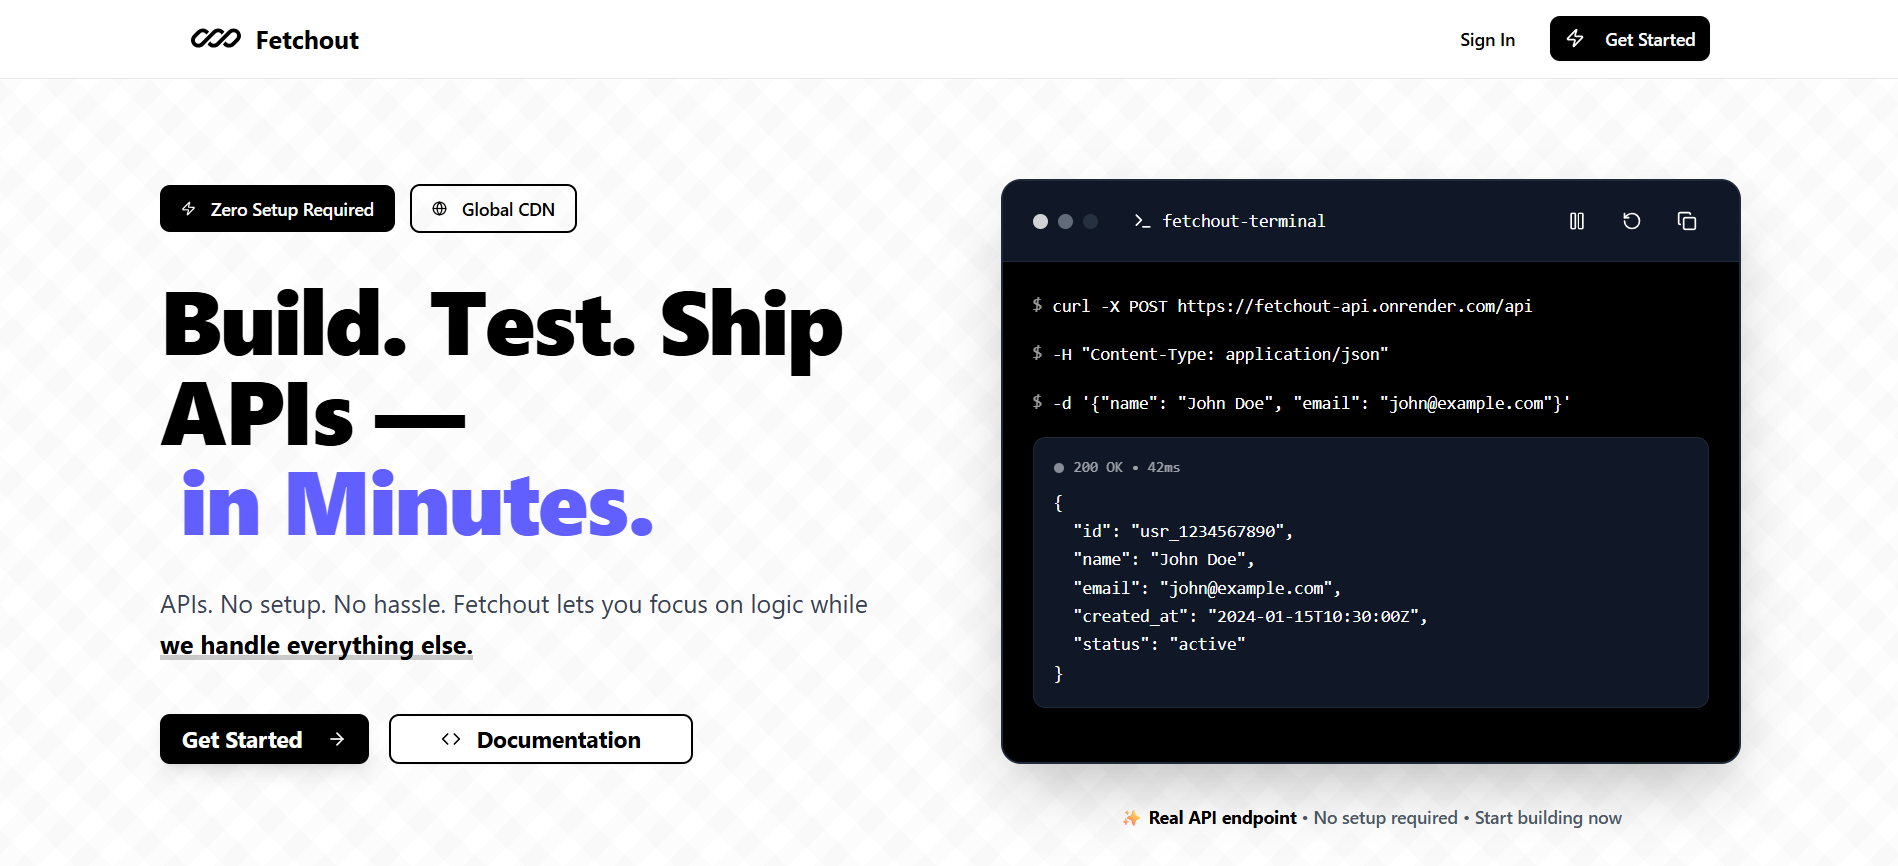 Fetchout
Sign In
Get Started
Zero Setup Required
Global CDN
Build. Test. Ship
APIs —
in Minutes.
APIs. No setup. No hassle. Fetchout lets you focus on logic while
we handle everything else.
Get Started
Documentation
fetchout-terminal
$ curl -X POST https://fetchout-api.onrender.com/api
$ -H "Content-Type: application/json"
$ -d '{"name": "John Doe", "email": "john@example.com"}'
200 OK • 42ms
{
"id": "usr_1234567890",
"name": "John Doe",
"email": "john@example.com",
"created_at": "2024-01-15T10:30:00Z",
"status": "active"
}
✨ Real API endpoint • No setup required • Start building now